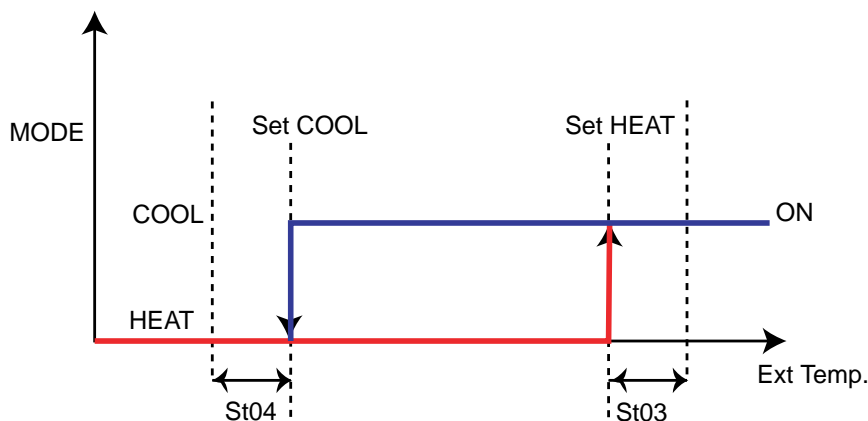 MODE
Set COOL
Set HEAT
COOL
ON
HEAT
Ext Temp.
St04
St03